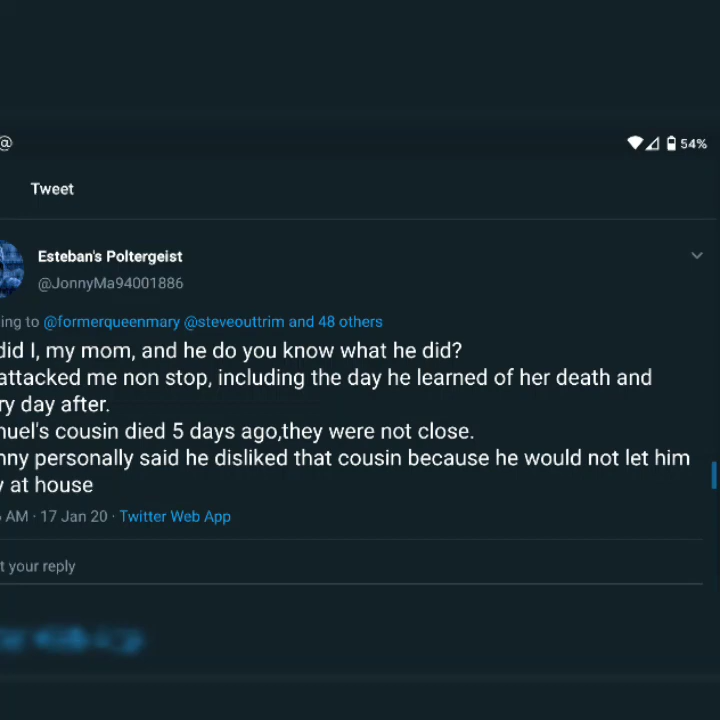 @
54%
Tweet
Esteban's Poltergeist
@JonnyMa94001886
ing to @formerqueenmary @steveouttrim and 48 others
did I, my mom, and he do you know what he did?
attacked me non stop, including the day he learned of her death and
ry day after.
nuel's cousin died 5 days ago,they were not close.
nny personally said he disliked that cousin because he would not let him
y at house
AM · 17 Jan 20 · Twitter Web App
t your reply